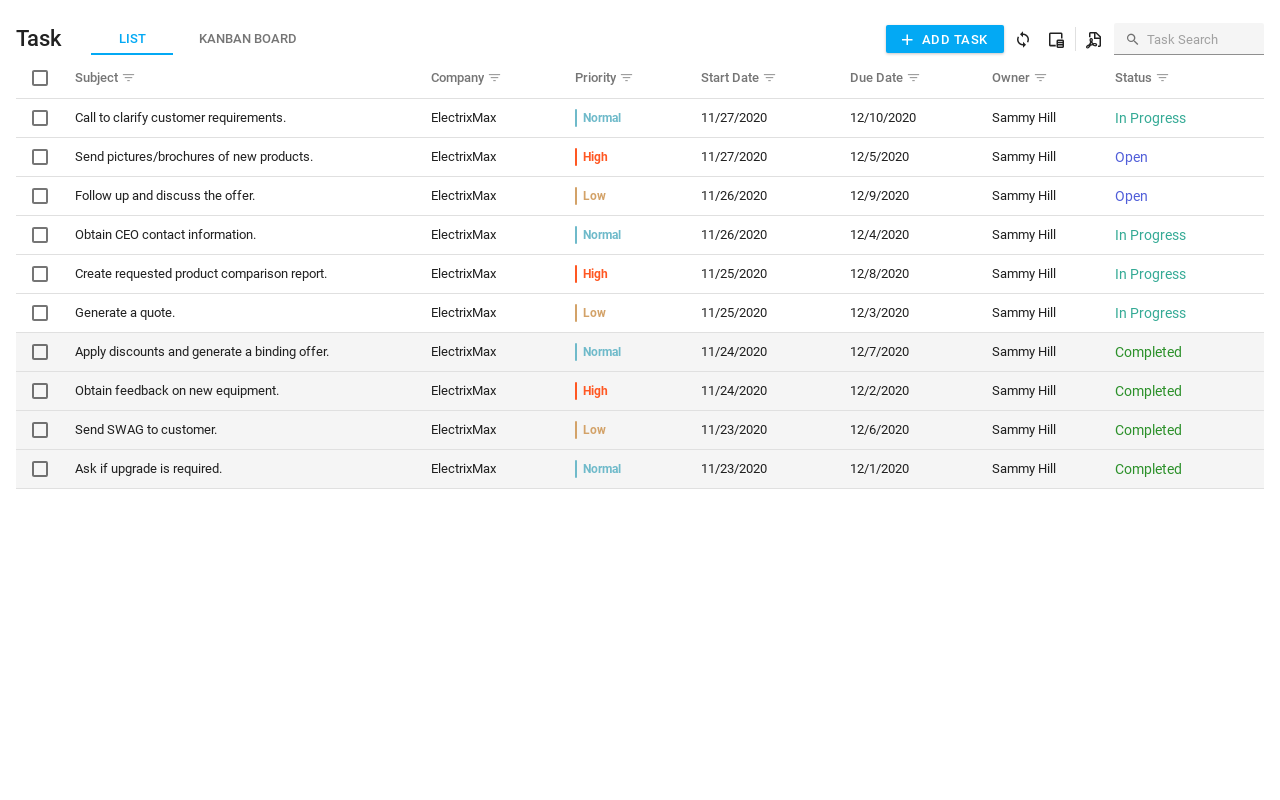 Task LIST KANBAN BOARD ADD TASK Task Search
Subject Company Priority Start Date Due Date Owner Status
Call to clarify customer requirements. ElectrixMax Normal 11/27/2020 12/10/2020 Sammy Hill In Progress
Send pictures/brochures of new products. ElectrixMax High 11/27/2020 12/5/2020 Sammy Hill Open
Follow up and discuss the offer. ElectrixMax Low 11/26/2020 12/9/2020 Sammy Hill Open
Obtain CEO contact information. ElectrixMax Normal 11/26/2020 12/4/2020 Sammy Hill In Progress
Create requested product comparison report. ElectrixMax High 11/25/2020 12/8/2020 Sammy Hill In Progress
Generate a quote. ElectrixMax Low 11/25/2020 12/3/2020 Sammy Hill In Progress
Apply discounts and generate a binding offer. ElectrixMax Normal 11/24/2020 12/7/2020 Sammy Hill Completed
Obtain feedback on new equipment. ElectrixMax High 11/24/2020 12/2/2020 Sammy Hill Completed
Send SWAG to customer. ElectrixMax Low 11/23/2020 12/6/2020 Sammy Hill Completed
Ask if upgrade is required. ElectrixMax Normal 11/23/2020 12/1/2020 Sammy Hill Completed